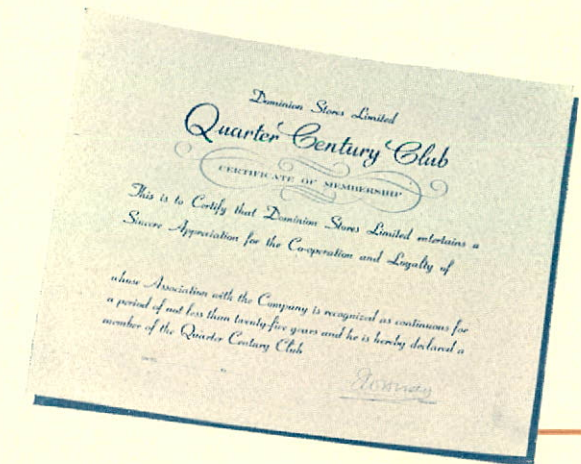 Dominion Stores Limited
Quarter Century Club
CERTIFICATE OF MEMBERSHIP
This is to Certify that Dominion Stores Limited entertains a
Sincere Appreciation for the Co-operation and Loyalty of
whose Association with the Company is recognized as continuous for
a period of not less than twenty-five years and he is hereby declared a
member of the Quarter Century Club